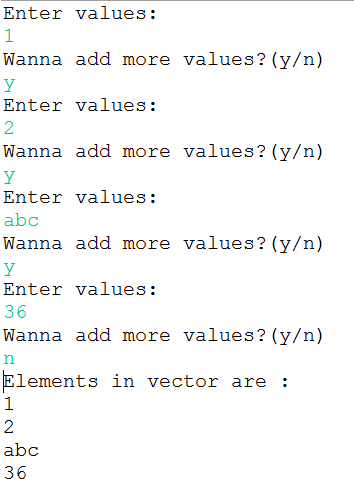 Enter values:
1
Wanna add more values?(y/n)
y
Enter values:
2
Wanna add more values?(y/n)
y
Enter values:
abc
Wanna add more values?(y/n)
y
Enter values:
36
Wanna add more values?(y/n)
n
Elements in vector are :
1
2
abc
36